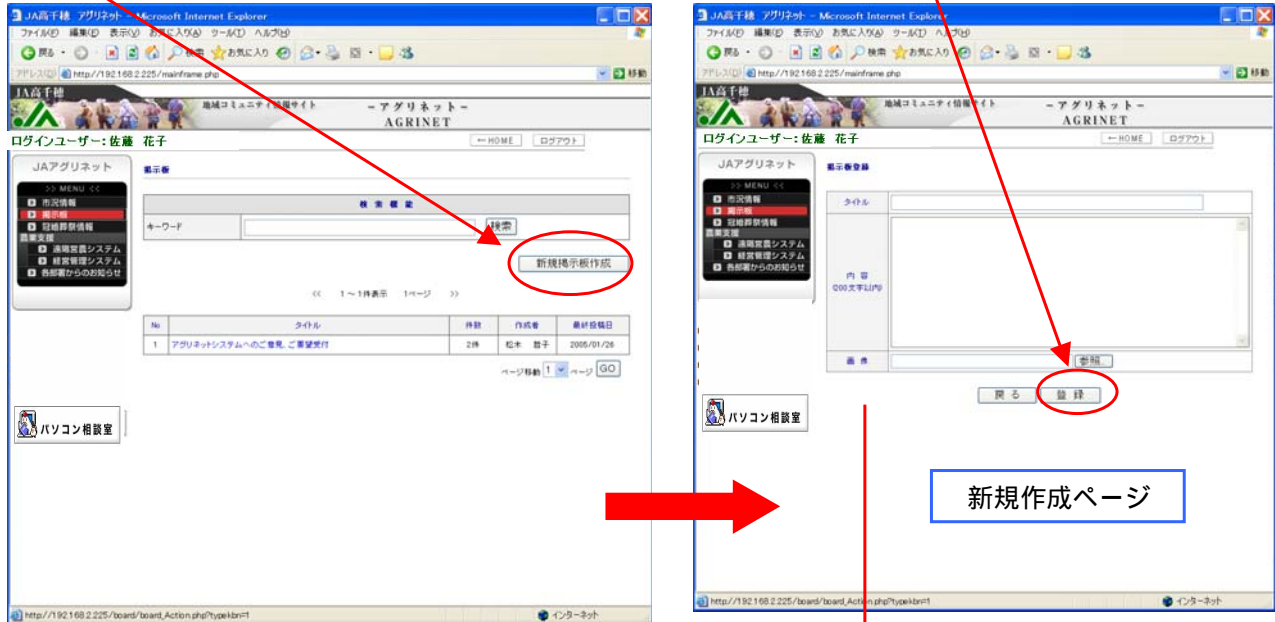 JA高千穂 アグリネット - Microsoft Internet Explorer
ファイル(F) 編集(E) 表示(V) お気に入り(A) ツール(T) ヘルプ(H)
戻る 検索 お気に入り
アドレス(D) http://192.168.2.225/mainframe.php 移動
JA高千穂
地域コミュニティ情報サイト －アグリネット－
AGRINET
ログインユーザー：佐藤 花子 ←HOME ログアウト
JAアグリネット
>> MENU <<
市況情報
掲示板
冠婚葬祭情報
農業支援
遠隔営農システム
経営管理システム
各部署からのお知らせ
パソコン相談室
掲示板
検 索 機 能
キーワード 検索
新規掲示板作成
<< 1～1件表示 1ページ >>
No タイトル 件数 作成者 最終投稿日
1 アグリネットシステムへのご意見、ご要望受付 2件 松木 哲子 2005/01/26
ページ移動 1 ページ GO
http://192.168.2.225/board/board_Action.php?typekbn=1 インターネット
JA高千穂 アグリネット - Microsoft Internet Explorer
ファイル(F) 編集(E) 表示(V) お気に入り(A) ツール(T) ヘルプ(H)
戻る 検索 お気に入り
アドレス(D) http://192.168.2.225/mainframe.php 移動
JA高千穂
地域コミュニティ情報サイト －アグリネット－
AGRINET
ログインユーザー：佐藤 花子 ←HOME ログアウト
JAアグリネット
>> MENU <<
市況情報
掲示板
冠婚葬祭情報
農業支援
遠隔営農システム
経営管理システム
各部署からのお知らせ
パソコン相談室
掲示板登録
タイトル
内 容
(200文字以内)
画 像 参照...
戻 る 登 録
新規作成ページ
http://192.168.2.225/board/board_Action.php?typekbn=1 インターネット